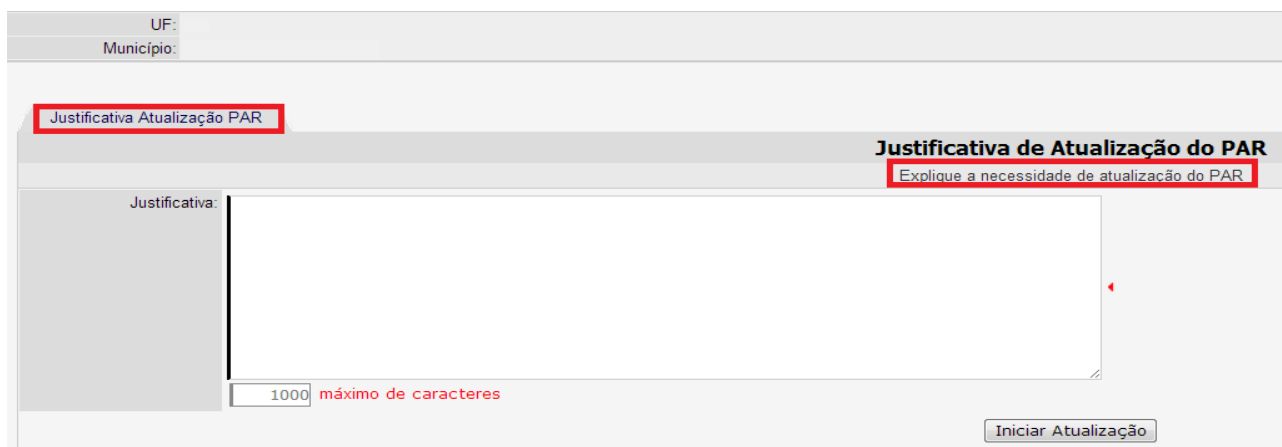 UF:
Município:
Justificativa Atualização PAR
Justificativa de Atualização do PAR
Explique a necessidade de atualização do PAR
Justificativa:
1000 máximo de caracteres
Iniciar Atualização